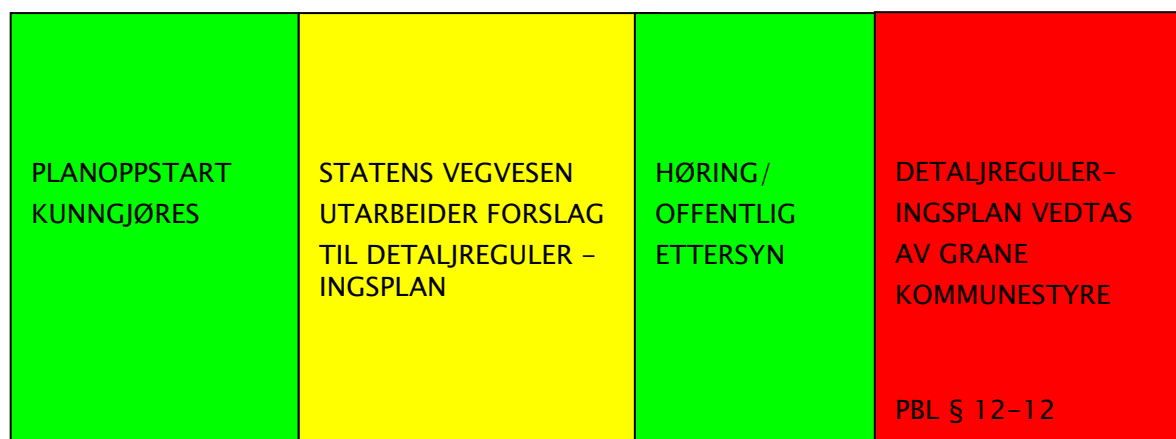 PLANOPPSTART
KUNNGJØRES
STATENS VEGVESEN
UTARBEIDER FORSLAG
TIL DETALJREGULER -
INGSPLAN
HØRING/
OFFENTLIG
ETTERSYN
DETALJREGULER-
INGSPLAN VEDTAS
AV GRANE
KOMMUNESTYRE
PBL § 12-12